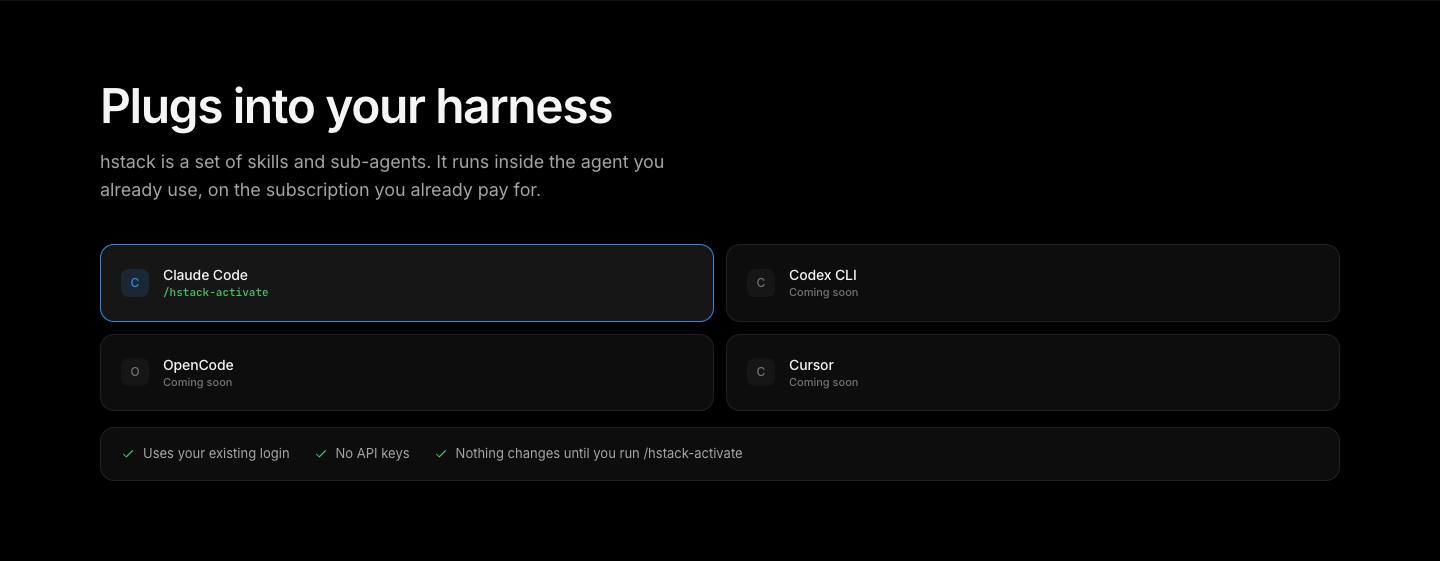 Plugs into your harness
hstack is a set of skills and sub-agents. It runs inside the agent you
already use, on the subscription you already pay for.
C
Claude Code
/hstack-activate
C
Codex CLI
Coming soon
O
OpenCode
Coming soon
C
Cursor
Coming soon
Uses your existing login
No API keys
Nothing changes until you run /hstack-activate